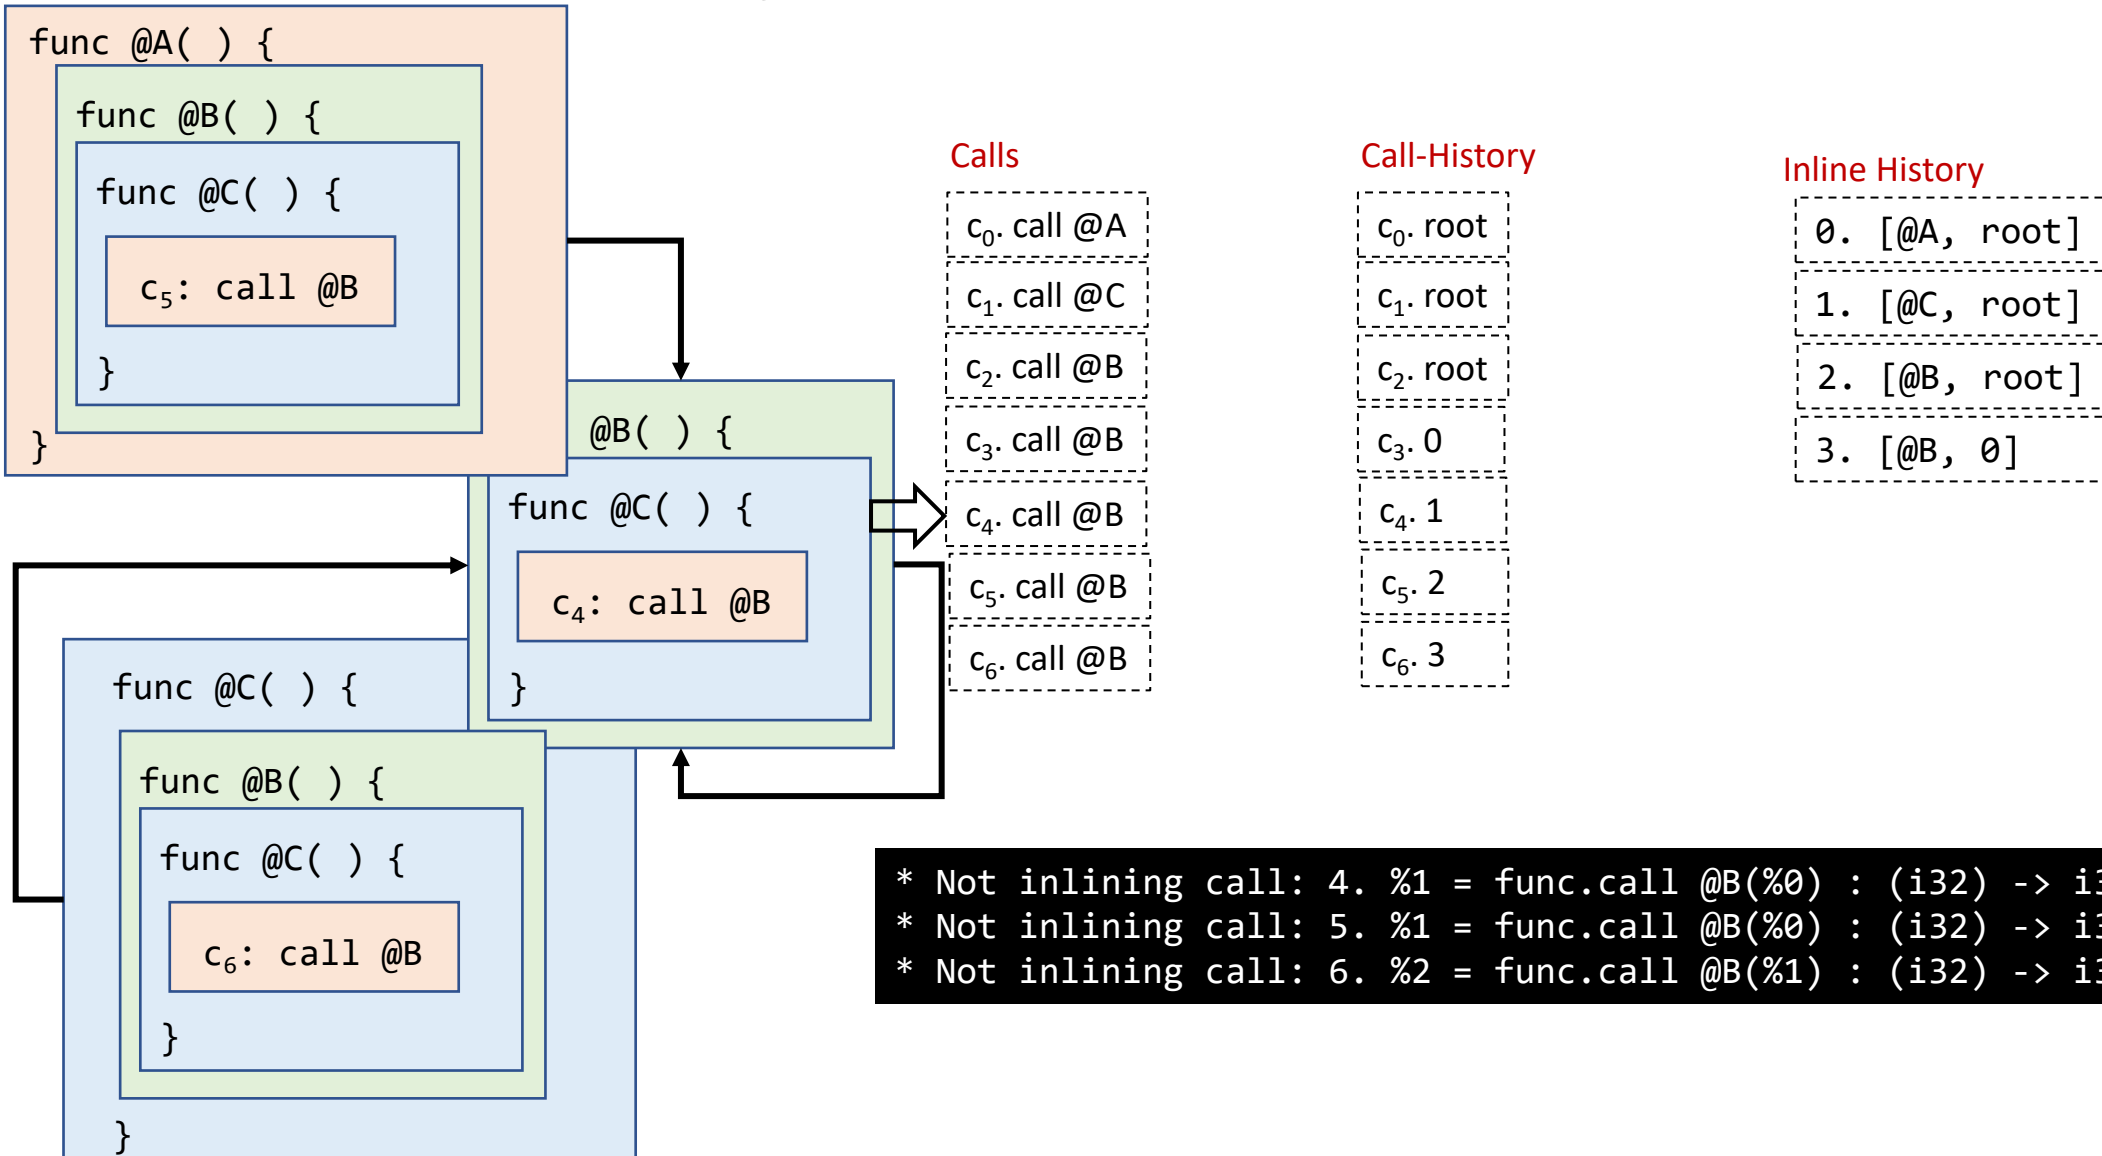 func @A( ) {
func @B( ) {
func @C( ) {
c5: call @B
}
}
@B( ) {
func @C( ) {
c4: call @B
}
func @C( ) {
func @B( ) {
func @C( ) {
c6: call @B
}
}
Calls
c0. call @A
c1. call @C
c2. call @B
c3. call @B
c4. call @B
c5. call @B
c6. call @B
Call-History
c0. root
c1. root
c2. root
c3. 0
c4. 1
c5. 2
c6. 3
Inline History
0. [@A, root]
1. [@C, root]
2. [@B, root]
3. [@B, 0]
* Not inlining call: 4. %1 = func.call @B(%0) : (i32) -> i3
* Not inlining call: 5. %1 = func.call @B(%0) : (i32) -> i3
* Not inlining call: 6. %2 = func.call @B(%1) : (i32) -> i3